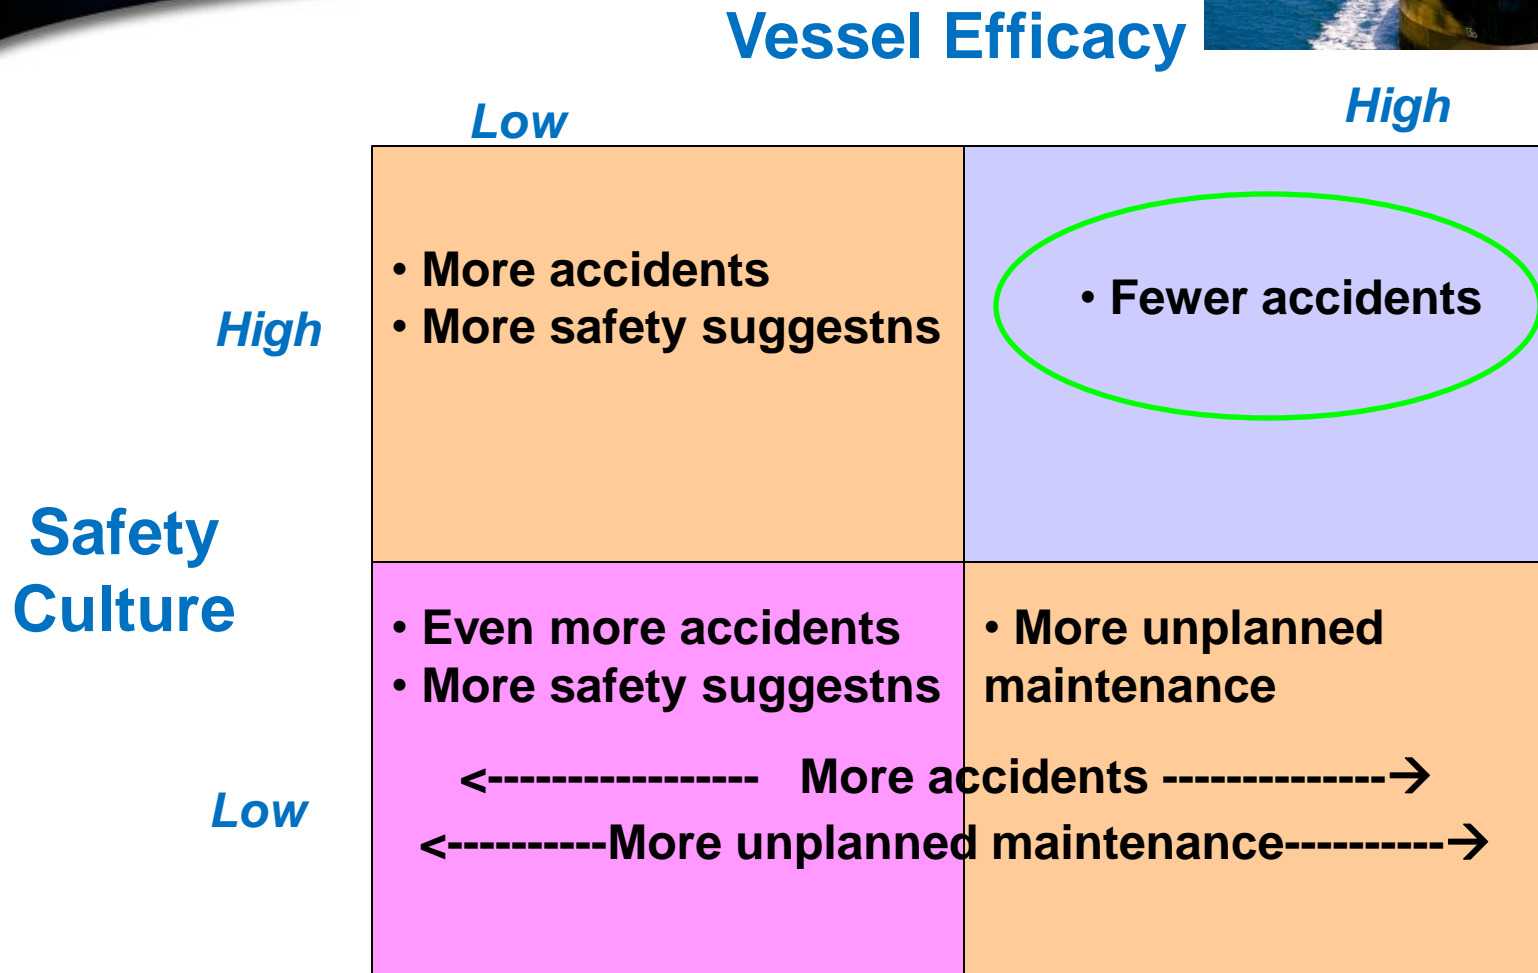 Vessel Efficacy
Low
High
• More accidents
• More safety suggestns
• Fewer accidents
High
Safety
Culture
• Even more accidents
• More safety suggestns
• More unplanned
maintenance
<----------------- More accidents --------------→
Low
<----------More unplanned maintenance----------→